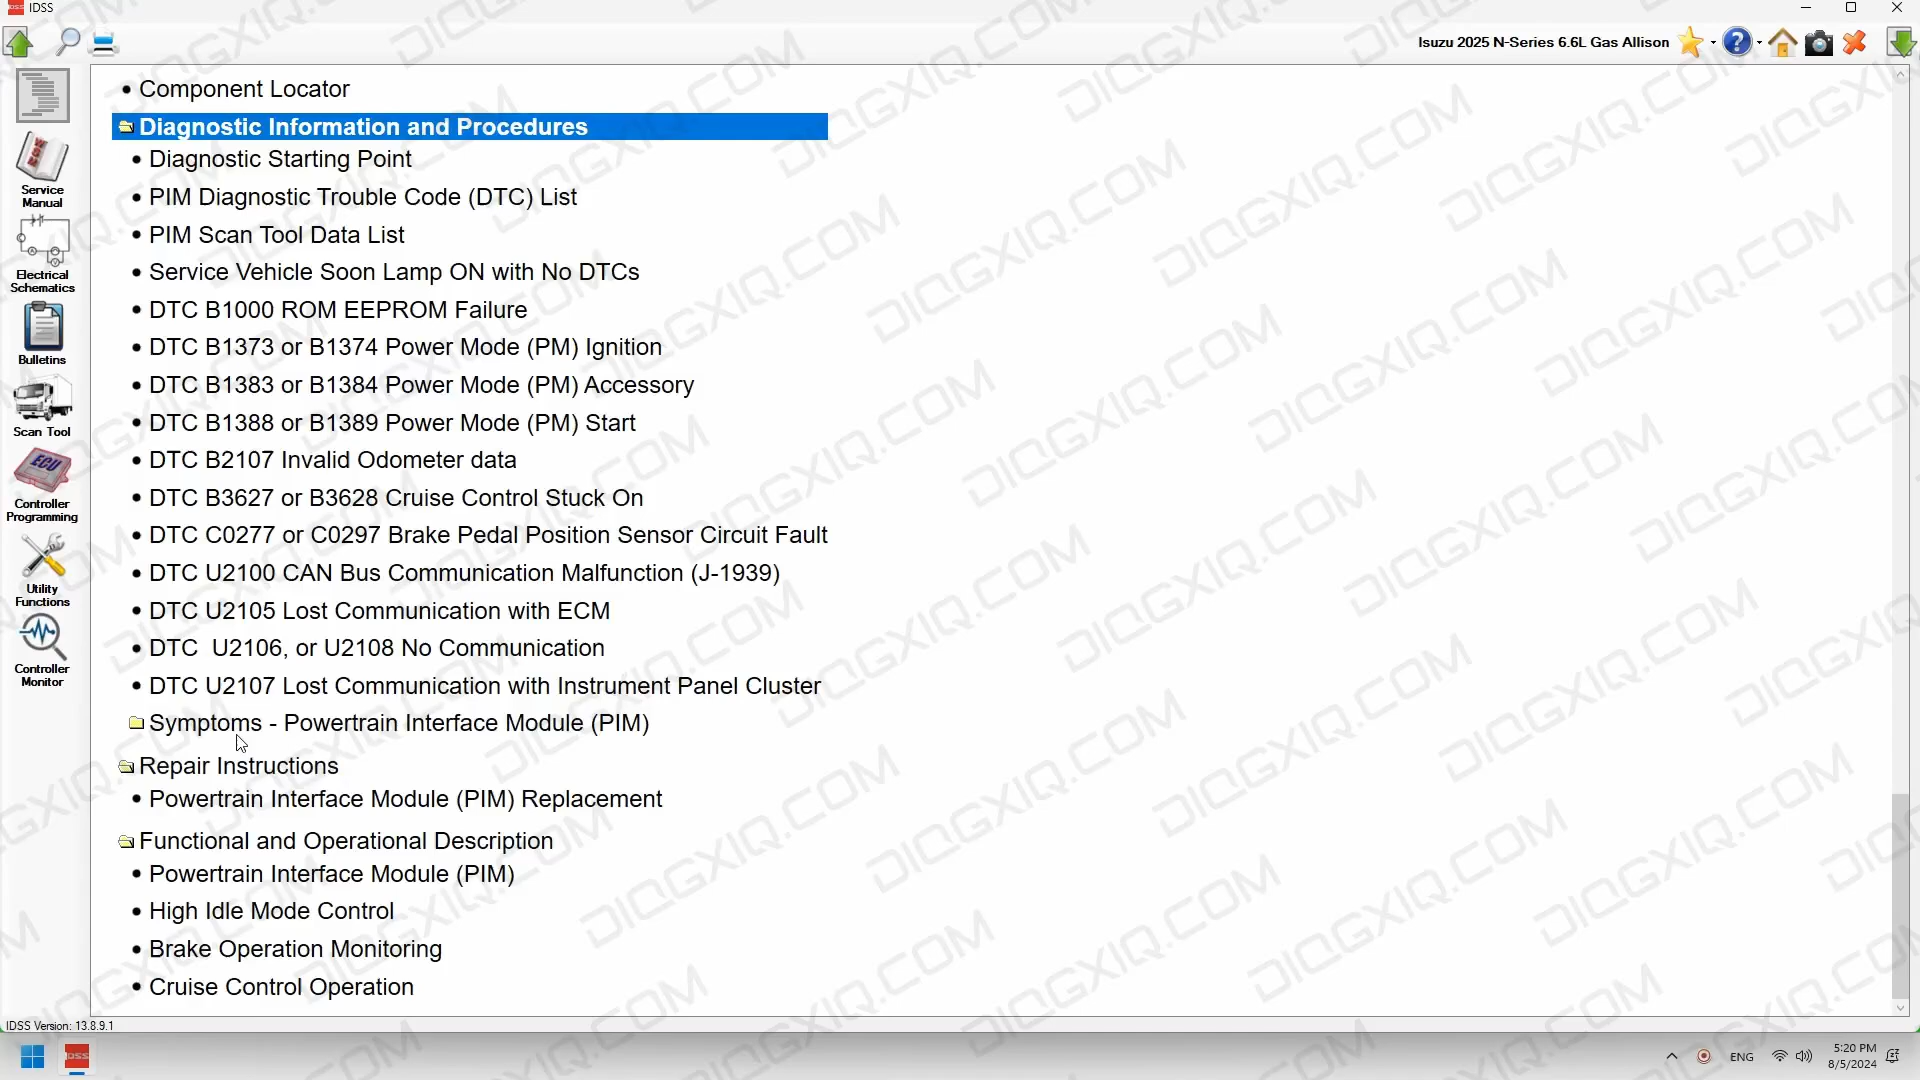 IDSS
Isuzu 2025 N-Series 6.6L Gas Allison
Component Locator
Diagnostic Information and Procedures
Diagnostic Starting Point
PIM Diagnostic Trouble Code (DTC) List
PIM Scan Tool Data List
Service Vehicle Soon Lamp ON with No DTCs
DTC B1000 ROM EEPROM Failure
DTC B1373 or B1374 Power Mode (PM) Ignition
DTC B1383 or B1384 Power Mode (PM) Accessory
DTC B1388 or B1389 Power Mode (PM) Start
DTC B2107 Invalid Odometer data
DTC B3627 or B3628 Cruise Control Stuck On
DTC C0277 or C0297 Brake Pedal Position Sensor Circuit Fault
DTC U2100 CAN Bus Communication Malfunction (J-1939)
DTC U2105 Lost Communication with ECM
DTC  U2106, or U2108 No Communication
DTC U2107 Lost Communication with Instrument Panel Cluster
Symptoms - Powertrain Interface Module (PIM)
Repair Instructions
Powertrain Interface Module (PIM) Replacement
Functional and Operational Description
Powertrain Interface Module (PIM)
High Idle Mode Control
Brake Operation Monitoring
Cruise Control Operation
Service
Manual
Electrical
Schematics
Bulletins
Scan Tool
ECU
Controller
Programming
Utility
Functions
Controller
Monitor
IDSS Version: 13.8.9.1
IDSS
ENG
5:20 PM
8/5/2024
DIAGXIQ.COM